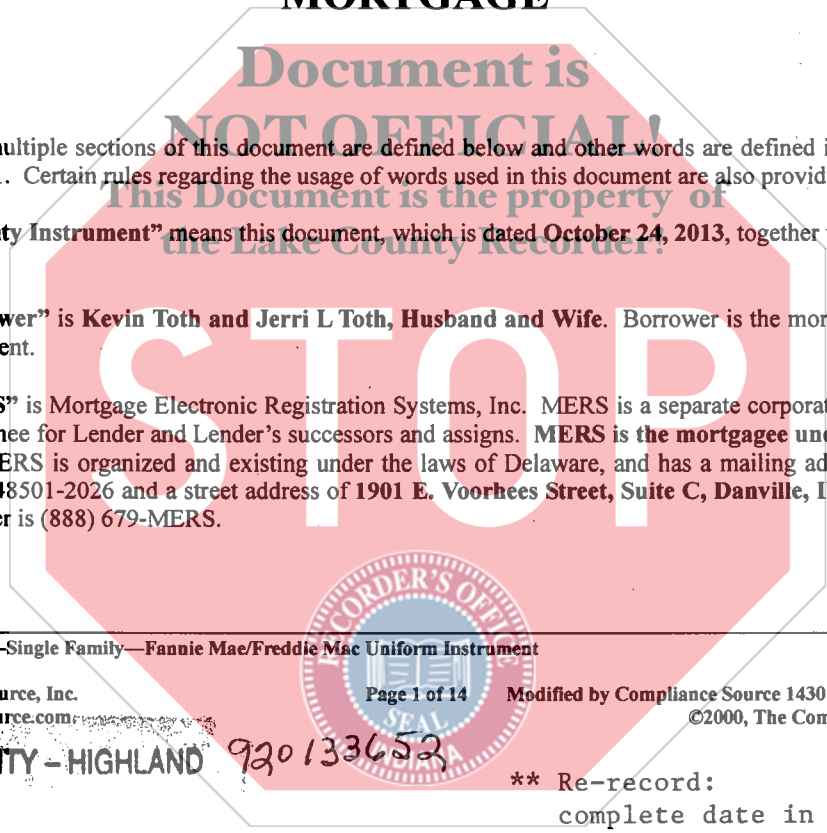 MORTGAGE
Document is
NOT OFFICIAL!
ultiple sections of this document are defined below and other words are defined i
. Certain rules regarding the usage of words used in this document are also provid
This Document is the property of
ty Instrument” means this document, which is dated October 24, 2013, together
the Lake County Recorder!
wer” is Kevin Toth and Jerri L Toth, Husband and Wife. Borrower is the mor
ent.
STOP
S” is Mortgage Electronic Registration Systems, Inc. MERS is a separate corporat
nee for Lender and Lender’s successors and assigns. MERS is the mortgagee und
ERS is organized and existing under the laws of Delaware, and has a mailing ad
48501-2026 and a street address of 1901 E. Voorhees Street, Suite C, Danville, I
r is (888) 679-MERS.
RECORDER'S OFFICE
–Single Family—Fannie Mae/Freddie Mac Uniform Instrument
urce, Inc. Page 1 of 14 Modified by Compliance Source 1430
urce.com ©2000, The Com
SEAL
TY – HIGHLAND 920133652
** Re-record:
complete date in